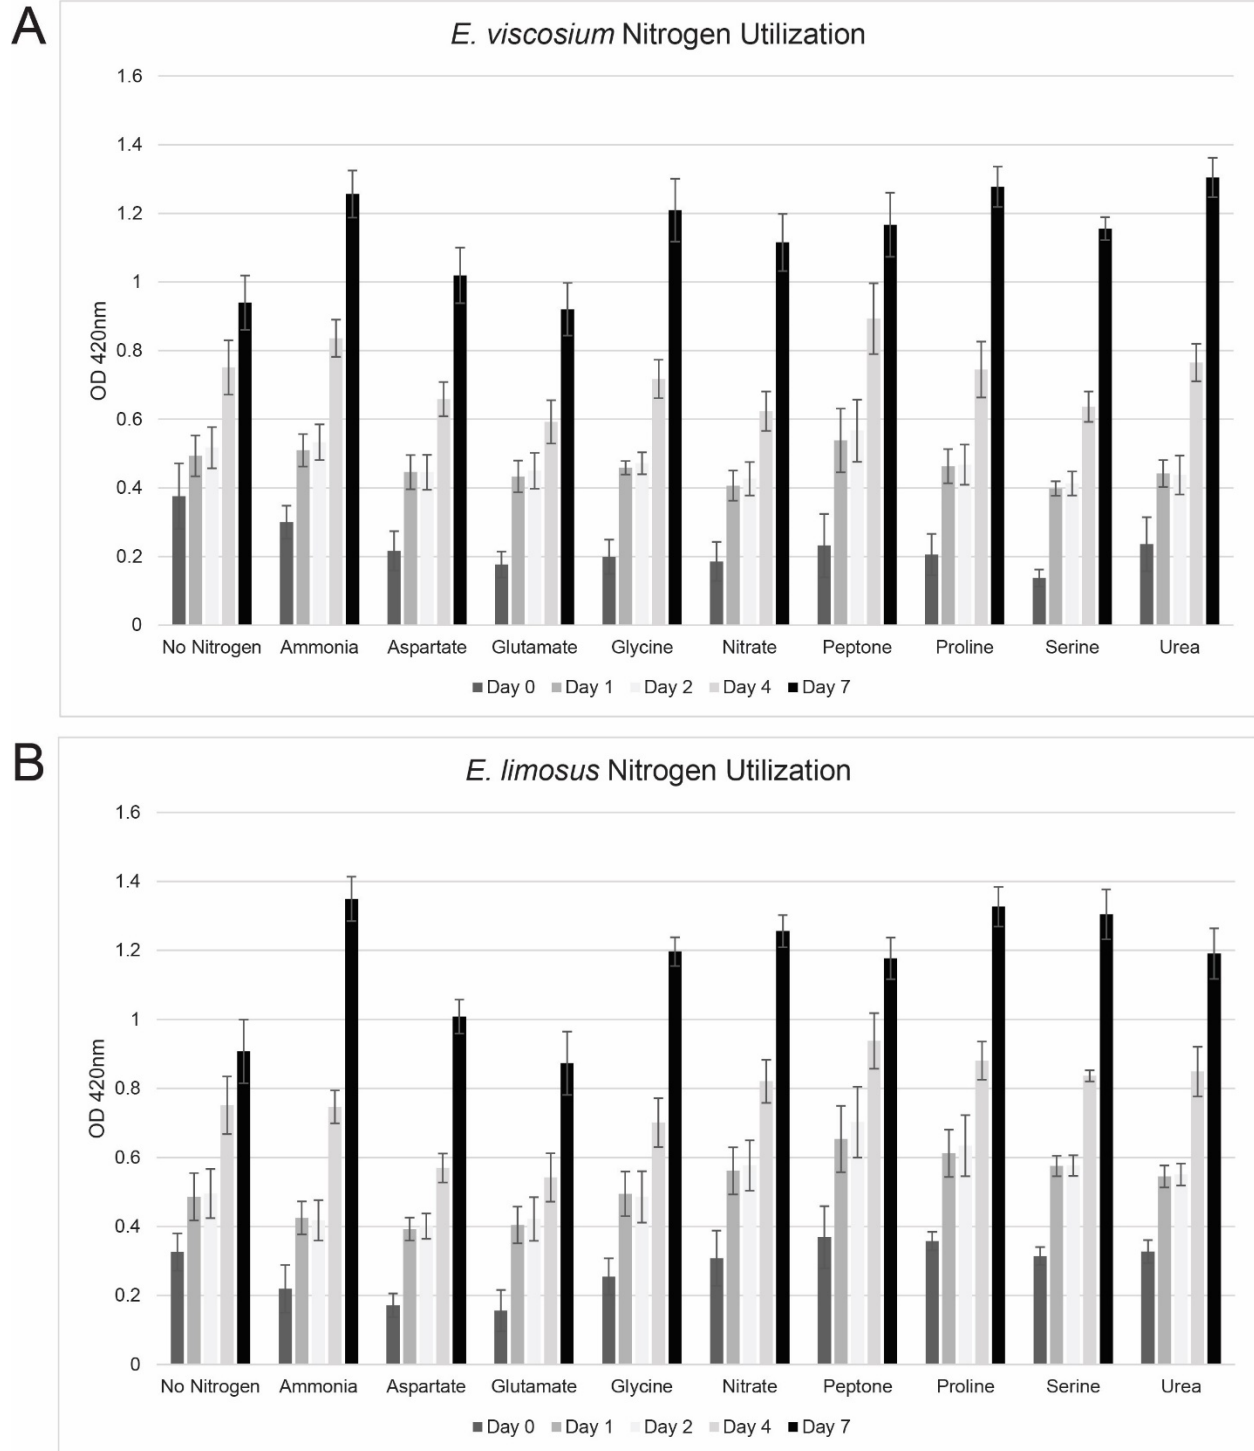 A
E. viscosium Nitrogen Utilization
1.6
1.4
1.2
1
0.8
0.6
0.4
0.2
0
OD 420nm
No Nitrogen Ammonia Aspartate Glutamate Glycine Nitrate Peptone Proline Serine Urea
Day 0 Day 1 Day 2 Day 4 Day 7
B
E. limosus Nitrogen Utilization
1.6
1.4
1.2
1
0.8
0.6
0.4
0.2
0
OD 420nm
No Nitrogen Ammonia Aspartate Glutamate Glycine Nitrate Peptone Proline Serine Urea
Day 0 Day 1 Day 2 Day 4 Day 7